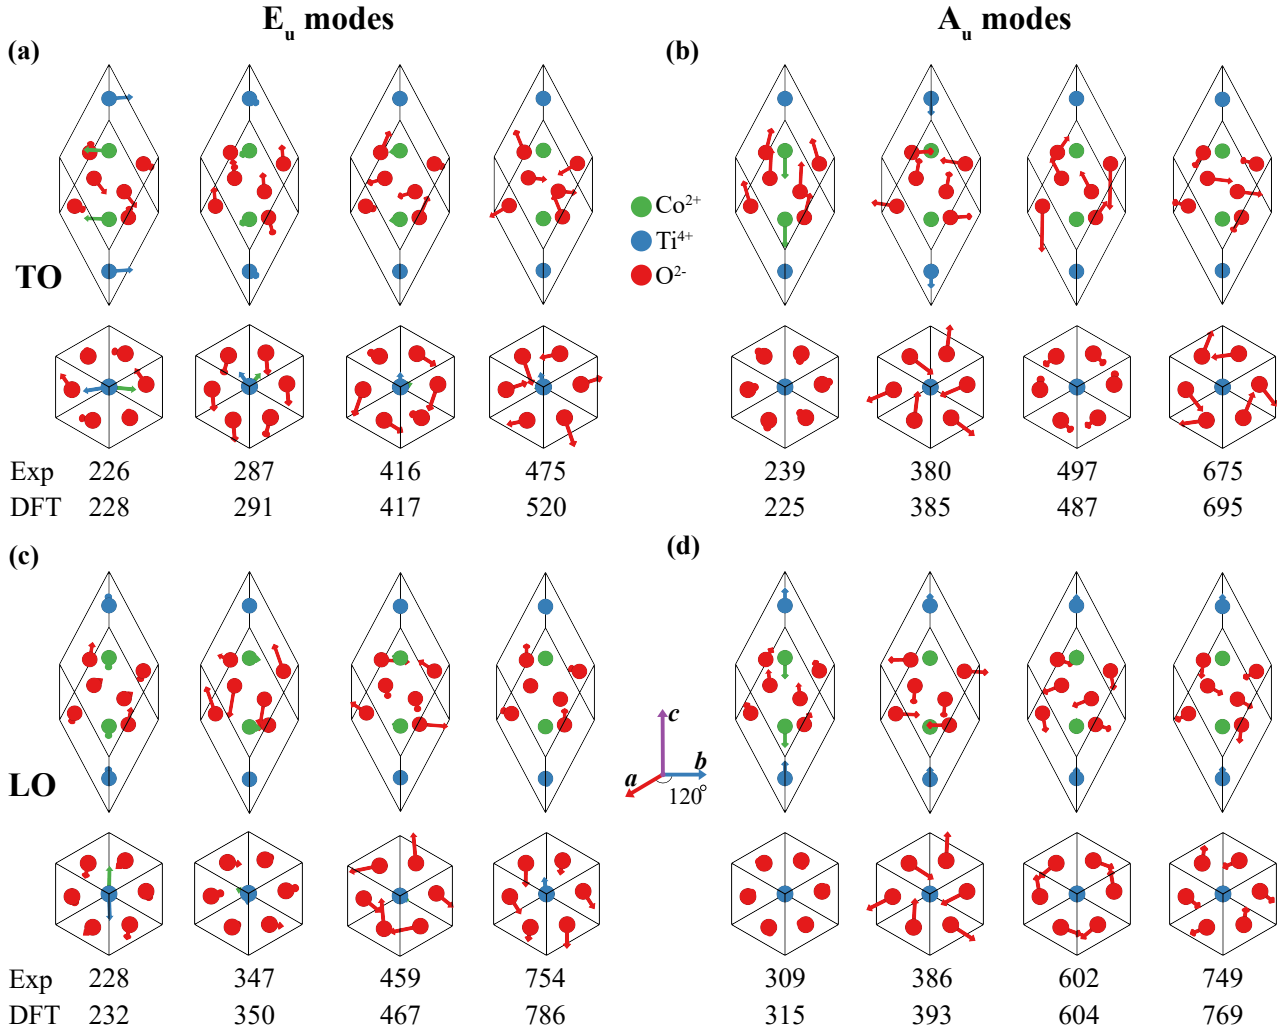 E_u modes
A_u modes
(a)
(b)
Co²⁺
Ti⁴⁺
O²⁻
TO
Exp 226 287 416 475 239 380 497 675
DFT 228 291 417 520 225 385 487 695
(c)
(d)
c
b
a
120°
LO
Exp 228 347 459 754 309 386 602 749
DFT 232 350 467 786 315 393 604 769